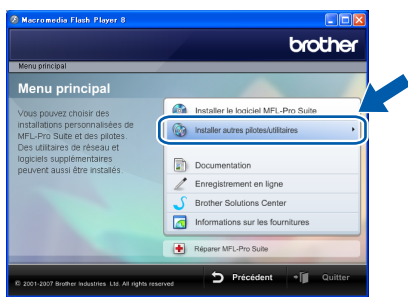 Macromedia Flash Player 8
brother
Menu principal
Menu principal
Vous pouvez choisir des
installations personnalisées de
MFL-Pro Suite et des pilotes.
Des utilitaires de réseau et
logiciels supplémentaires
peuvent aussi être installés
Installer le logiciel MFL-Pro Suite
Installer autres pilotes/utilitaires
Documentation
Enregistrement en ligne
Brother Solutions Center
Informations sur les fournitures
Réparer MFL-Pro Suite
© 2001-2007 Brother Industries Ltd. All rights reserved
Précédent
Quitter